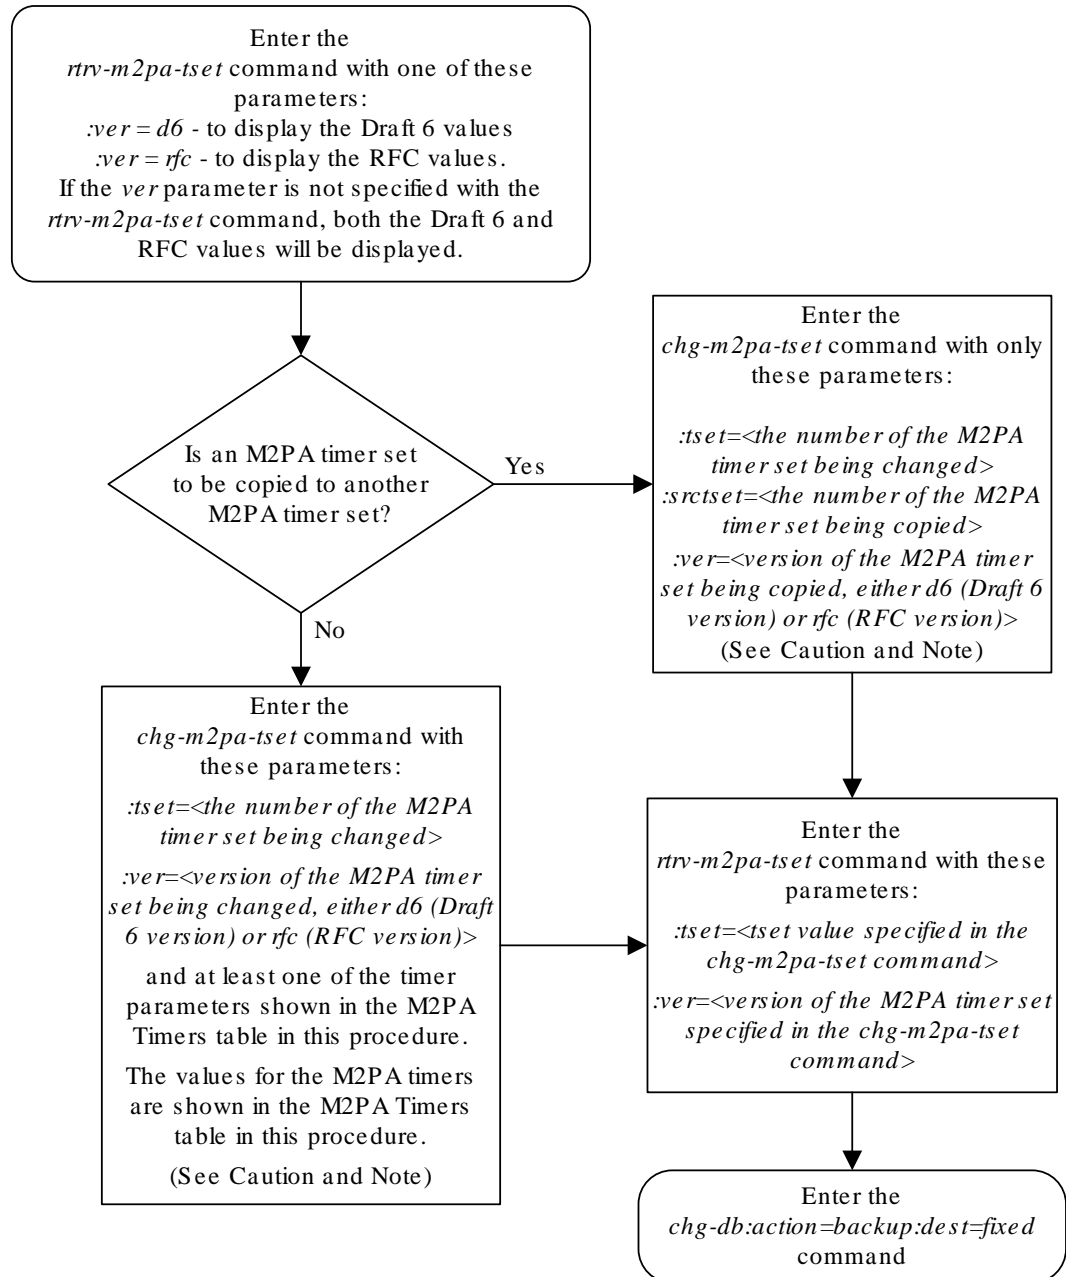 Enter the
rtrv-m2pa-tset command with one of these
parameters:
:ver = d6 - to display the Draft 6 values
:ver = rfc - to display the RFC values.
If the ver parameter is not specified with the
rtrv-m2pa-tset command, both the Draft 6 and
RFC values will be displayed.
Is an M2PA timer set
to be copied to another
M2PA timer set?
Yes
No
Enter the
chg-m2pa-tset command with only
these parameters:
:tset=<the number of the M2PA
timer set being changed>
:srctset=<the number of the M2PA
timer set being copied>
:ver=<version of the M2PA timer
set being copied, either d6 (Draft 6
version) or rfc (RFC version)>
(See Caution and Note)
Enter the
chg-m2pa-tset command with
these parameters:
:tset=<the number of the M2PA
timer set being changed>
:ver=<version of the M2PA timer
set being changed, either d6 (Draft
6 version) or rfc (RFC version)>
and at least one of the timer
parameters shown in the M2PA
Timers table in this procedure.
The values for the M2PA timers
are shown in the M2PA Timers
table in this procedure.
(See Caution and Note)
Enter the
rtrv-m2pa-tset command with these
parameters:
:tset=<tset value specified in the
chg-m2pa-tset command>
:ver=<version of the M2PA timer set
specified in the chg-m2pa-tset
command>
Enter the
chg-db:action=backup:dest=fixed
command